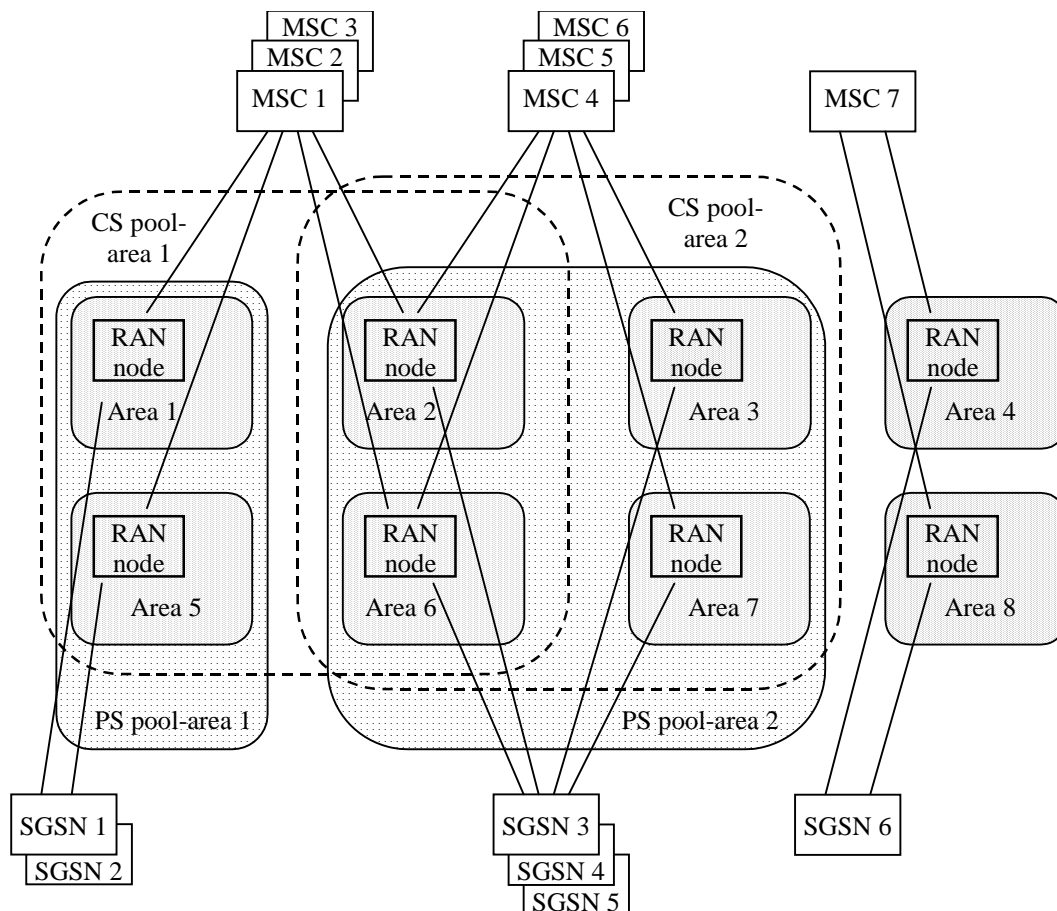 MSC 3
MSC 2
MSC 1
MSC 6
MSC 5
MSC 4
MSC 7
CS pool-
area 1
CS pool-
area 2
RAN
node
Area 1
RAN
node
Area 2
RAN
node
Area 3
RAN
node
Area 4
RAN
node
Area 5
RAN
node
Area 6
RAN
node
Area 7
RAN
node
Area 8
PS pool-area 1
PS pool-area 2
SGSN 1
SGSN 2
SGSN 3
SGSN 4
SGSN 5
SGSN 6